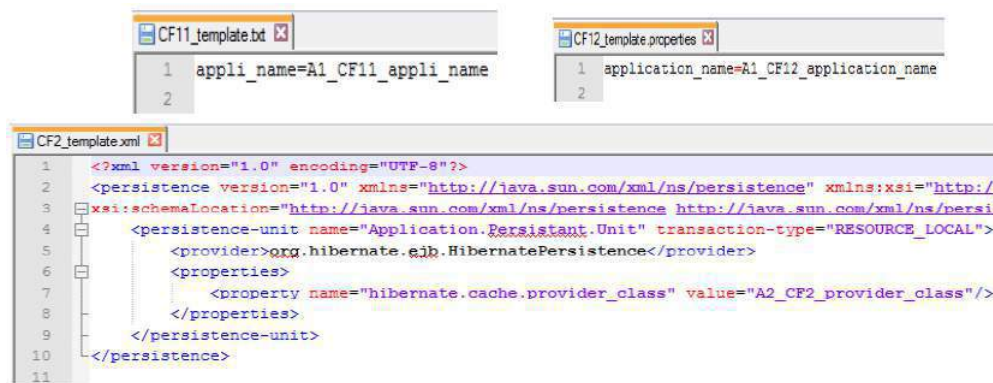 CF11_template.txt
1 appli_name=A1_CF11_appli_name
2
CF12_template.properties
1 application_name=A1_CF12_application_name
2
CF2_template.xml
1 <?xml version="1.0" encoding="UTF-8"?>
2 <persistence version="1.0" xmlns="http://java.sun.com/xml/ns/persistence" xmlns:xsi="http:/
3 xsi:schemaLocation="http://java.sun.com/xml/ns/persistence http://java.sun.com/xml/ns/persi
4 <persistence-unit name="Application.Persistant.Unit" transaction-type="RESOURCE_LOCAL">
5 <provider>org.hibernate.ejb.HibernatePersistence</provider>
6 <properties>
7 <property name="hibernate.cache.provider_class" value="A2_CF2_provider_class"/>
8 </properties>
9 </persistence-unit>
10 </persistence>
11